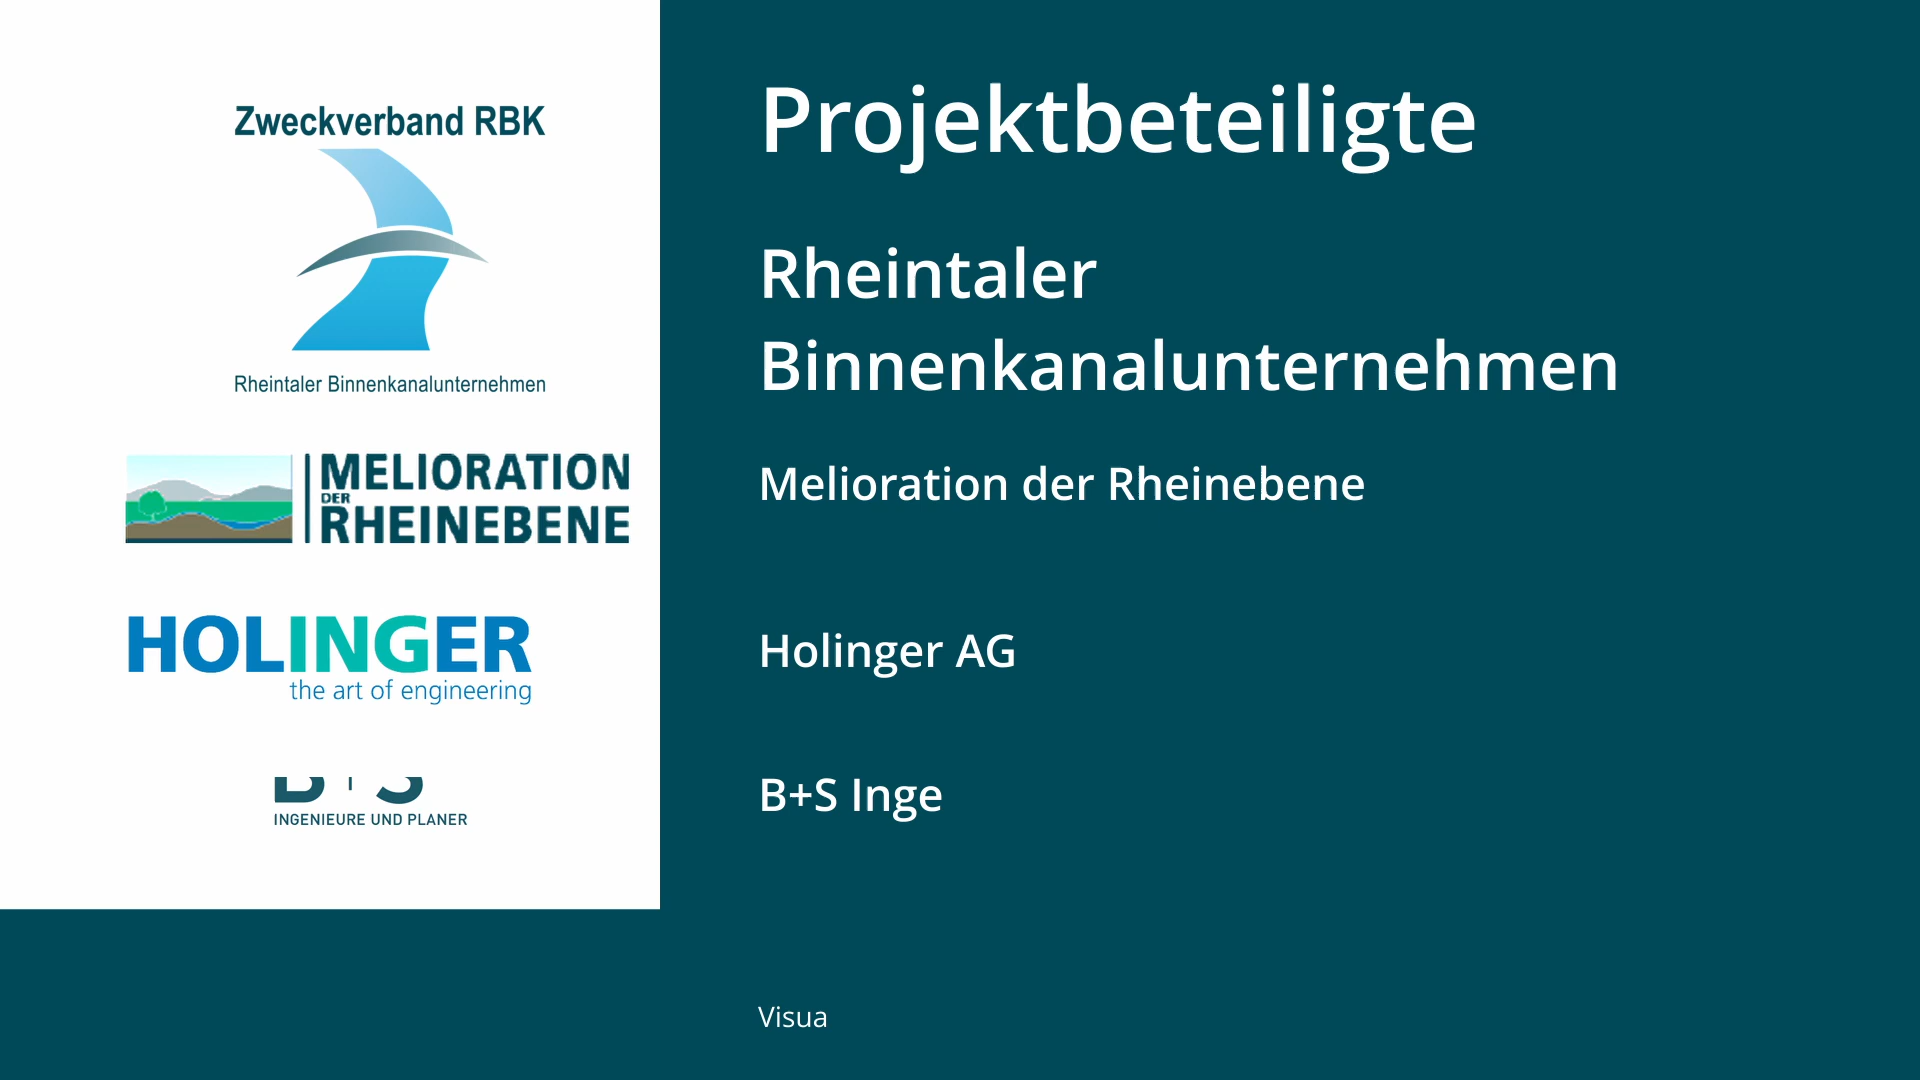 Zweckverband RBK
Rheintaler Binnenkanalunternehmen
MELIORATION
DER
RHEINEBENE
HOLINGER
the art of engineering
B+S
INGENIEURE UND PLANER
Projektbeteiligte
Rheintaler
Binnenkanalunternehmen
Melioration der Rheinebene
Holinger AG
B+S Inge
Visua